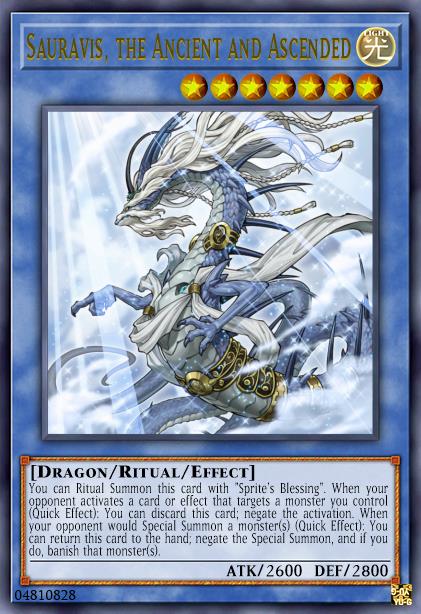 Sauravis, the Ancient and Ascended
LIGHT
光
[Dragon/Ritual/Effect]
You can Ritual Summon this card with "Sprite's Blessing". When your
opponent activates a card or effect that targets a monster you control
(Quick Effect): You can discard this card; negate the activation. When
your opponent would Special Summon a monster(s) (Quick Effect): You
can return this card to the hand; negate the Special Summon, and if you
do, banish that monster(s).
ATK/2600 DEF/2800
04810828